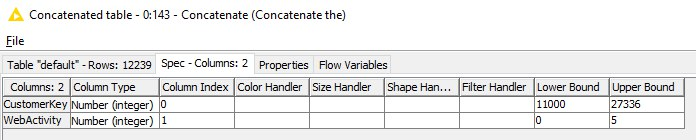 Concatenated table - 0:143 - Concatenate (Concatenate the)
File
Table "default" - Rows: 12239 Spec - Columns: 2 Properties Flow Variables
Columns: 2 Column Type Column Index Color Handler Size Handler Shape Han... Filter Handler Lower Bound Upper Bound
CustomerKey Number (integer) 0 11000 27336
WebActivity Number (integer) 1 0 5